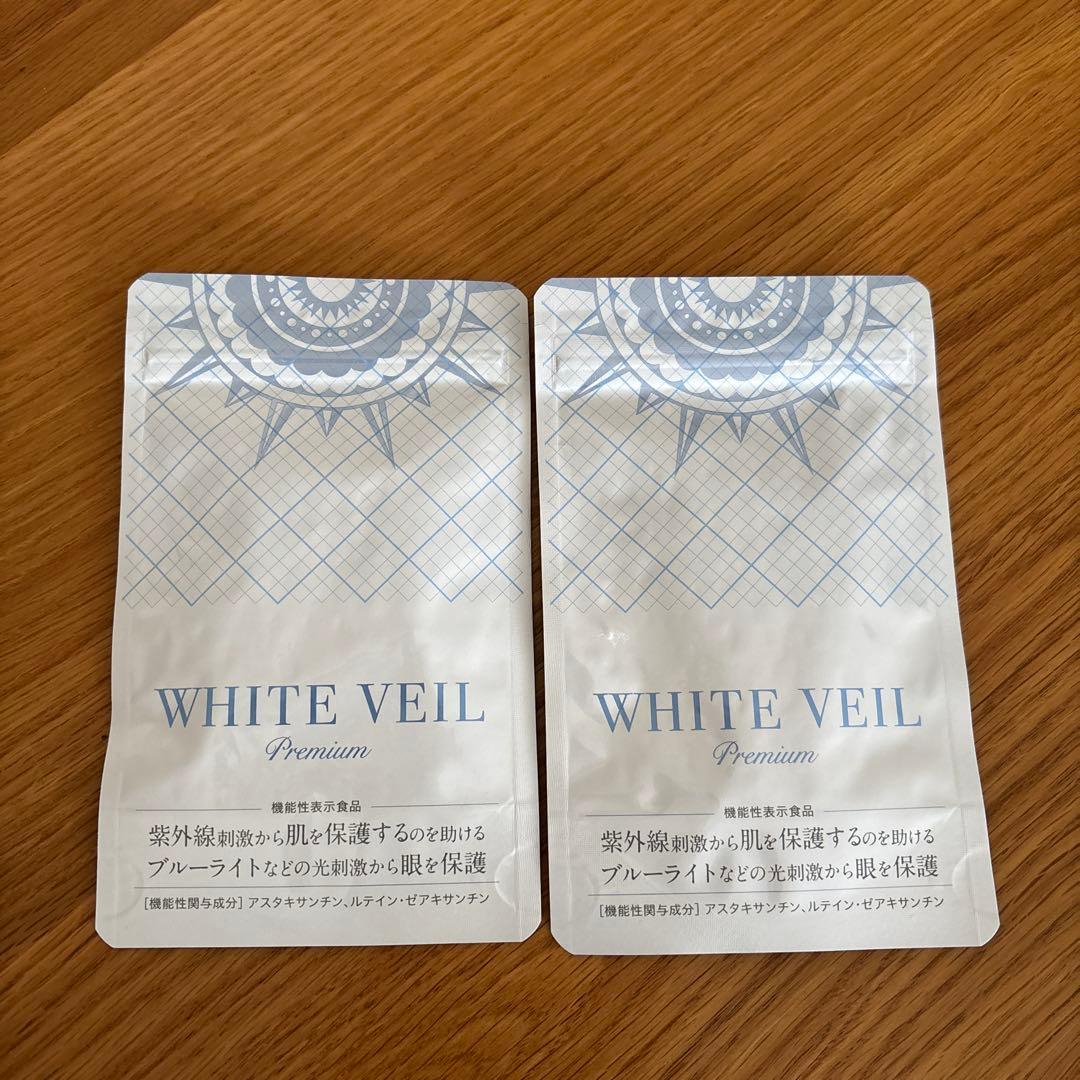 WHITE VEIL
Premium
機能性表示食品
紫外線刺激から肌を保護するのを助ける
ブルーライトなどの光刺激から眼を保護
[機能性関与成分] アスタキサンチン、ルテイン・ゼアキサンチン
WHITE VEIL
Premium
機能性表示食品
紫外線刺激から肌を保護するのを助ける
ブルーライトなどの光刺激から眼を保護
[機能性関与成分] アスタキサンチン、ルテイン・ゼアキサンチン